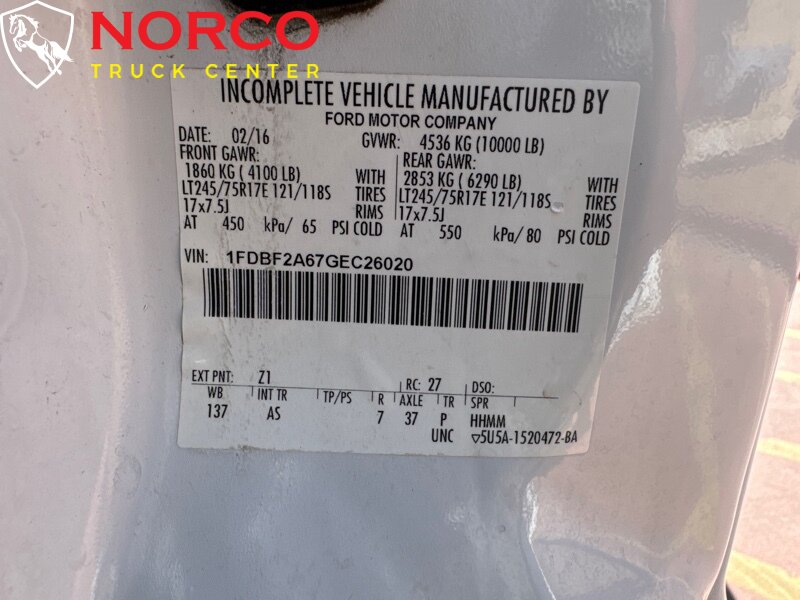 NORCO
TRUCK CENTER
INCOMPLETE VEHICLE MANUFACTURED BY
FORD MOTOR COMPANY
DATE: 02/16 GVWR: 4536 KG (10000 LB)
FRONT GAWR: REAR GAWR:
1860 KG ( 4100 LB) WITH 2853 KG ( 6290 LB) WITH
LT245/75R17E 121/118S TIRES LT245/75R17E 121/118S TIRES
17x7.5J RIMS 17x7.5J RIMS
AT 450 kPa/ 65 PSI COLD AT 550 kPa/ 80 PSI COLD
VIN: 1FDBF2A67GEC26020
EXT PNT: Z1 RC: 27 DSO:
WB INT TR TP/PS R AXLE TR SPR
137 AS 7 37 P HHMM
UNC ▽5U5A-1520472-BA